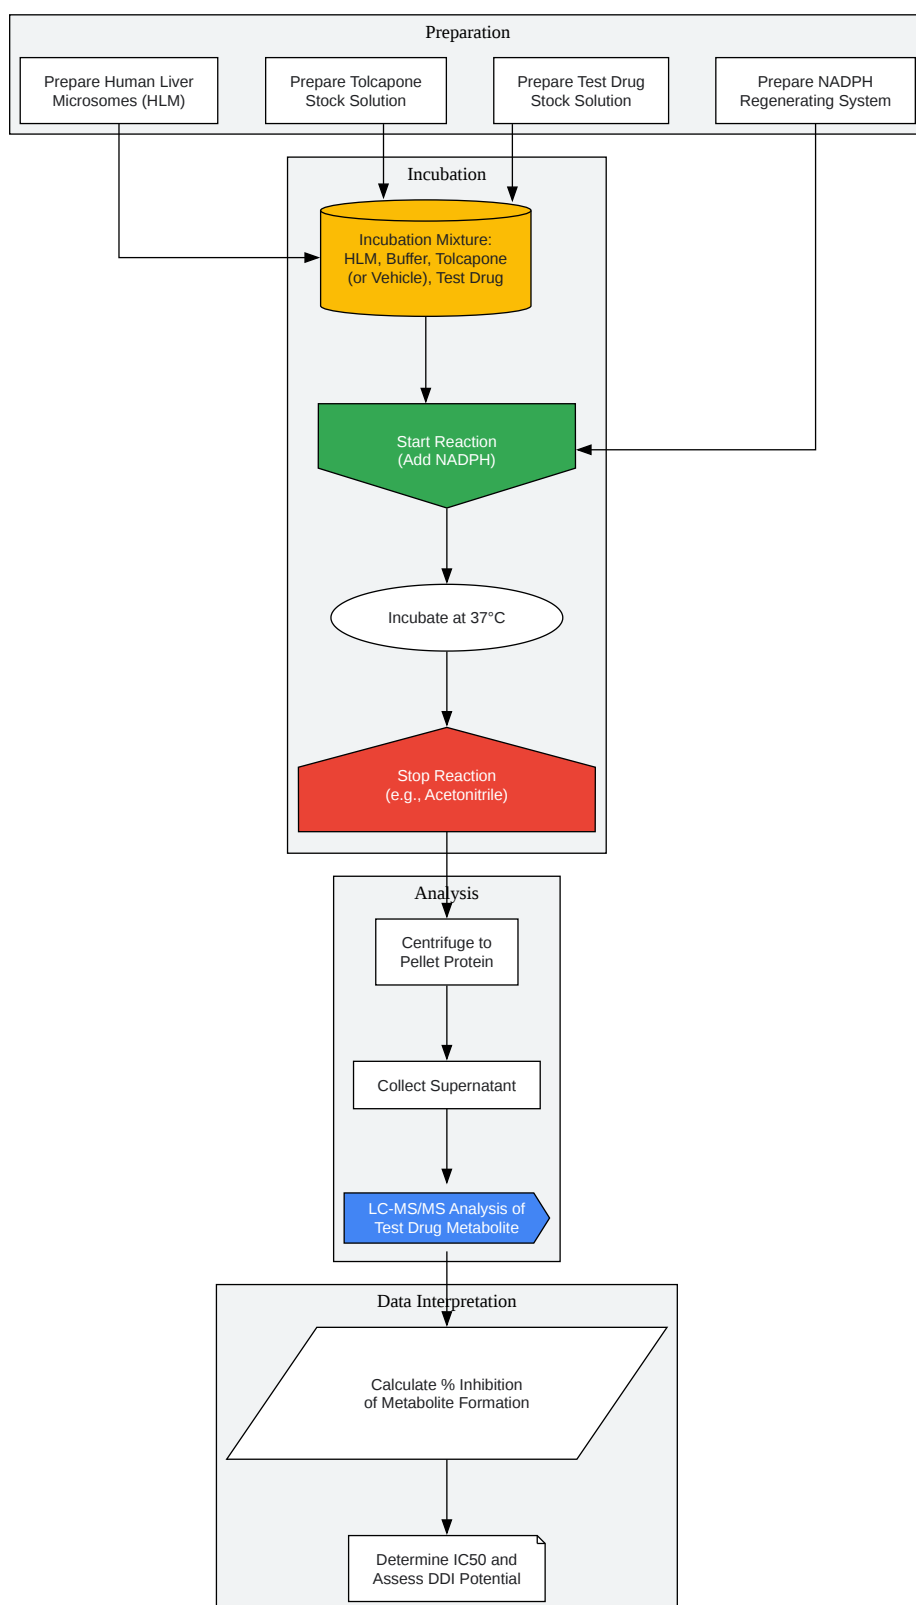 Preparation
Prepare Human Liver
Microsomes (HLM)
Prepare Tolcapone
Stock Solution
Prepare Test Drug
Stock Solution
Prepare NADPH
Regenerating System
Incubation
Incubation Mixture:
HLM, Buffer, Tolcapone
(or Vehicle), Test Drug
Start Reaction
(Add NADPH)
Incubate at 37°C
Stop Reaction
(e.g., Acetonitrile)
Analysis
Centrifuge to
Pellet Protein
Collect Supernatant
LC-MS/MS Analysis of
Test Drug Metabolite
Data Interpretation
Calculate % Inhibition
of Metabolite Formation
Determine IC50 and
Assess DDI Potential